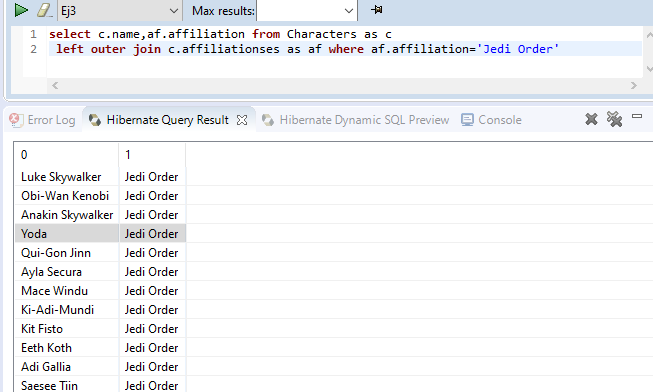 Ej3 Max results:
1 select c.name,af.affiliation from Characters as c
2 left outer join c.affiliationses as af where af.affiliation='Jedi Order'
Error Log Hibernate Query Result Hibernate Dynamic SQL Preview Console
0 1
Luke Skywalker Jedi Order
Obi-Wan Kenobi Jedi Order
Anakin Skywalker Jedi Order
Yoda Jedi Order
Qui-Gon Jinn Jedi Order
Ayla Secura Jedi Order
Mace Windu Jedi Order
Ki-Adi-Mundi Jedi Order
Kit Fisto Jedi Order
Eeth Koth Jedi Order
Adi Gallia Jedi Order
Saesee Tiin Jedi Order